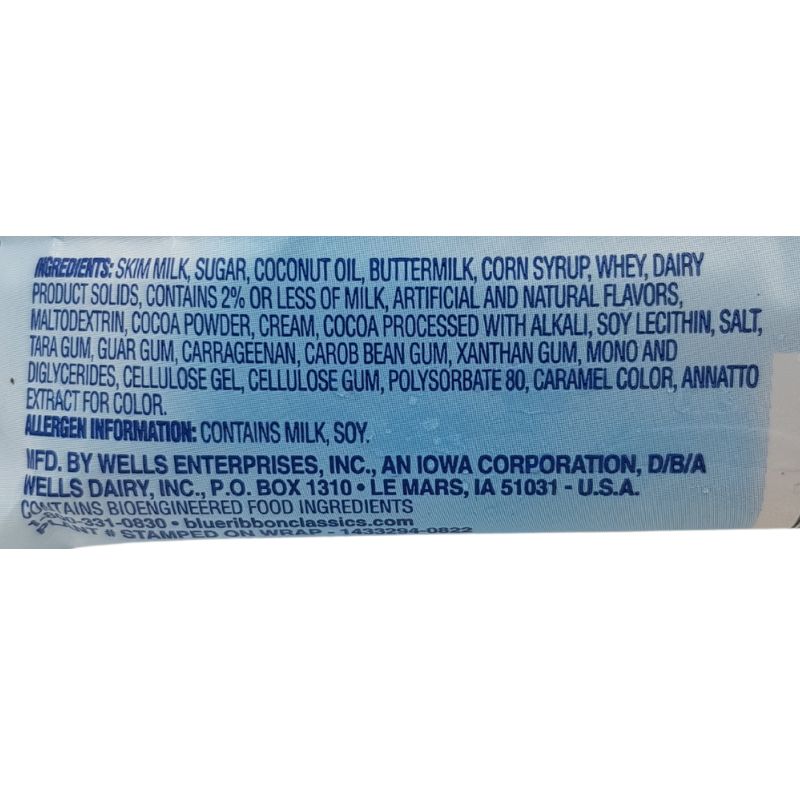 INGREDIENTS: SKIM MILK, SUGAR, COCONUT OIL, BUTTERMILK, CORN SYRUP, WHEY, DAIRY
PRODUCT SOLIDS, CONTAINS 2% OR LESS OF MILK, ARTIFICIAL AND NATURAL FLAVORS,
MALTODEXTRIN, COCOA POWDER, CREAM, COCOA PROCESSED WITH ALKALI, SOY LECITHIN, SALT,
TARA GUM, GUAR GUM, CARRAGEENAN, CAROB BEAN GUM, XANTHAN GUM, MONO AND
DIGLYCERIDES, CELLULOSE GEL, CELLULOSE GUM, POLYSORBATE 80, CARAMEL COLOR, ANNATTO
EXTRACT FOR COLOR.
ALLERGEN INFORMATION: CONTAINS MILK, SOY.
MFD. BY WELLS ENTERPRISES, INC., AN IOWA CORPORATION, D/B/A
WELLS DAIRY, INC., P.O. BOX 1310 • LE MARS, IA 51031 - U.S.A.
CONTAINS BIOENGINEERED FOOD INGREDIENTS
-800-331-0830 • blueribbonclassics.com
PLANT # STAMPED ON WRAP - 1433294-0822